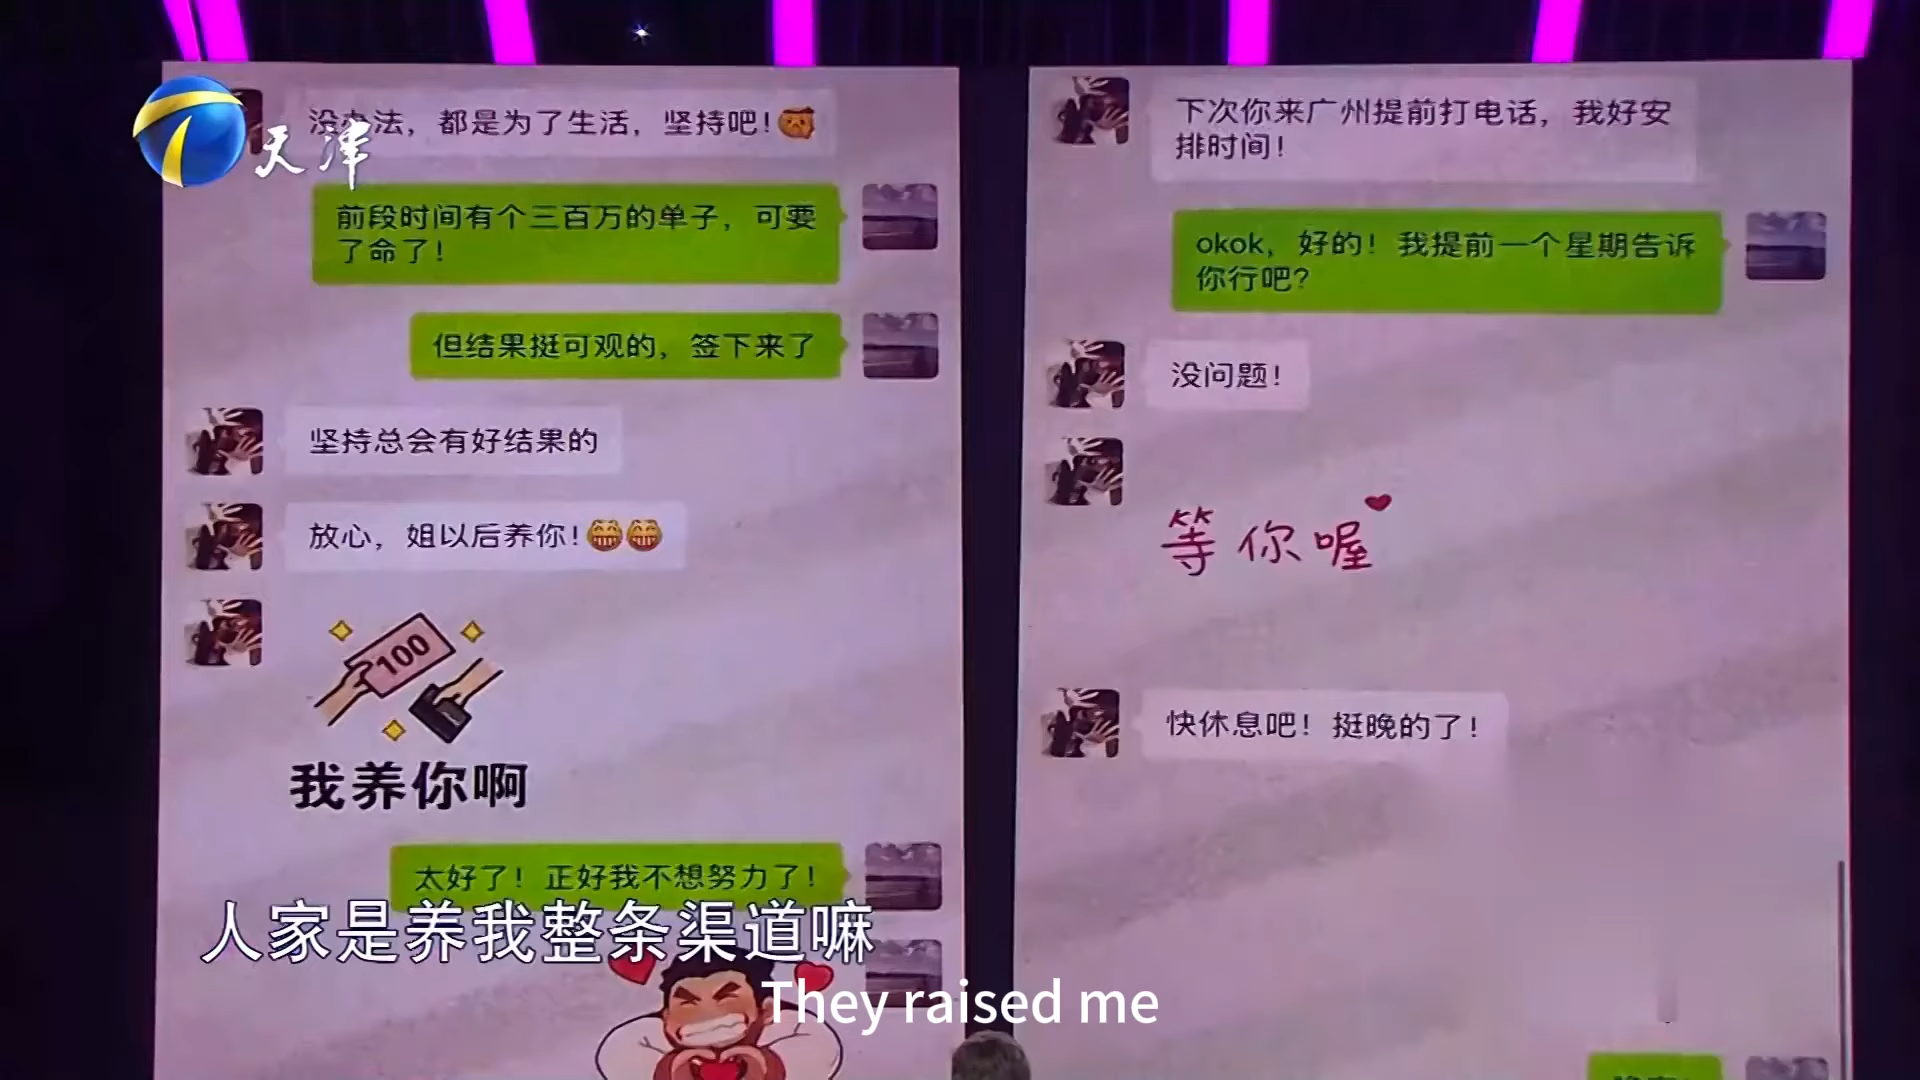 天津
没办法，都是为了生活，坚持吧！
前段时间有个三百万的单子，可要
了命了！
但结果挺可观的，签下来了
坚持总会有好结果的
放心，姐以后养你！
100
我养你啊
太好了！正好我不想努力了！
下次你来广州提前打电话，我好安
排时间！
okok，好的！我提前一个星期告诉
你行吧？
没问题！
等你喔
快休息吧！挺晚的了！
人家是养我整条渠道嘛
They raised me